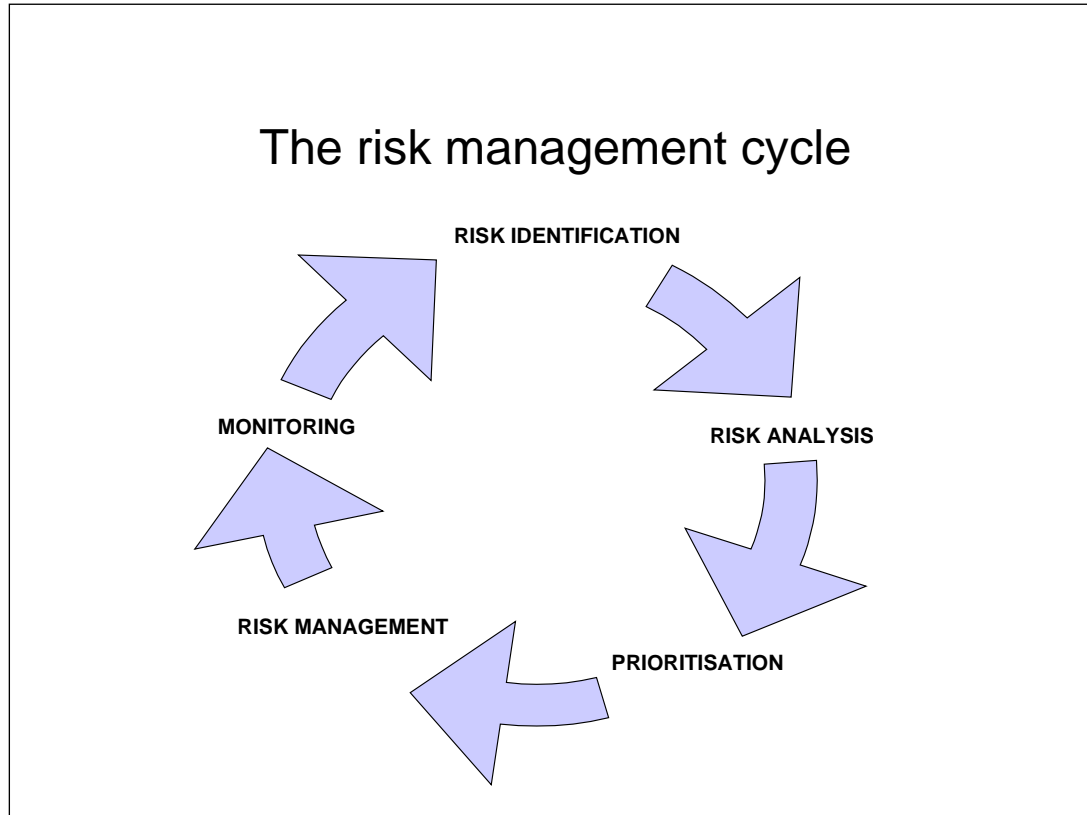 The risk management cycle
RISK IDENTIFICATION
RISK ANALYSIS
PRIORITISATION
RISK MANAGEMENT
MONITORING